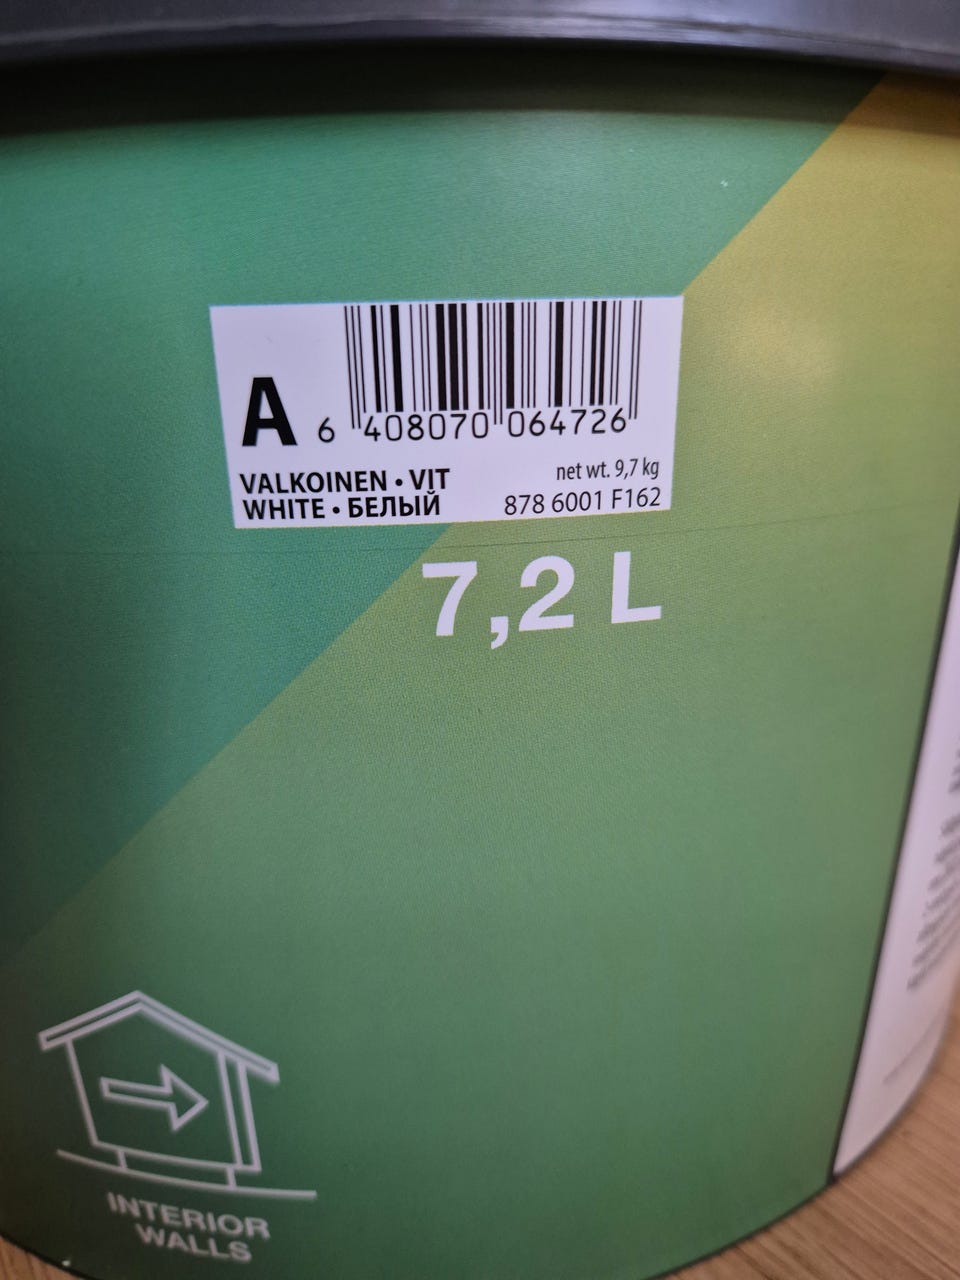 A
6 408070 064726
VALKOINEN • VIT
WHITE • БЕЛЫЙ
net wt. 9,7 kg
878 6001 F162
7,2 L
INTERIOR
WALLS